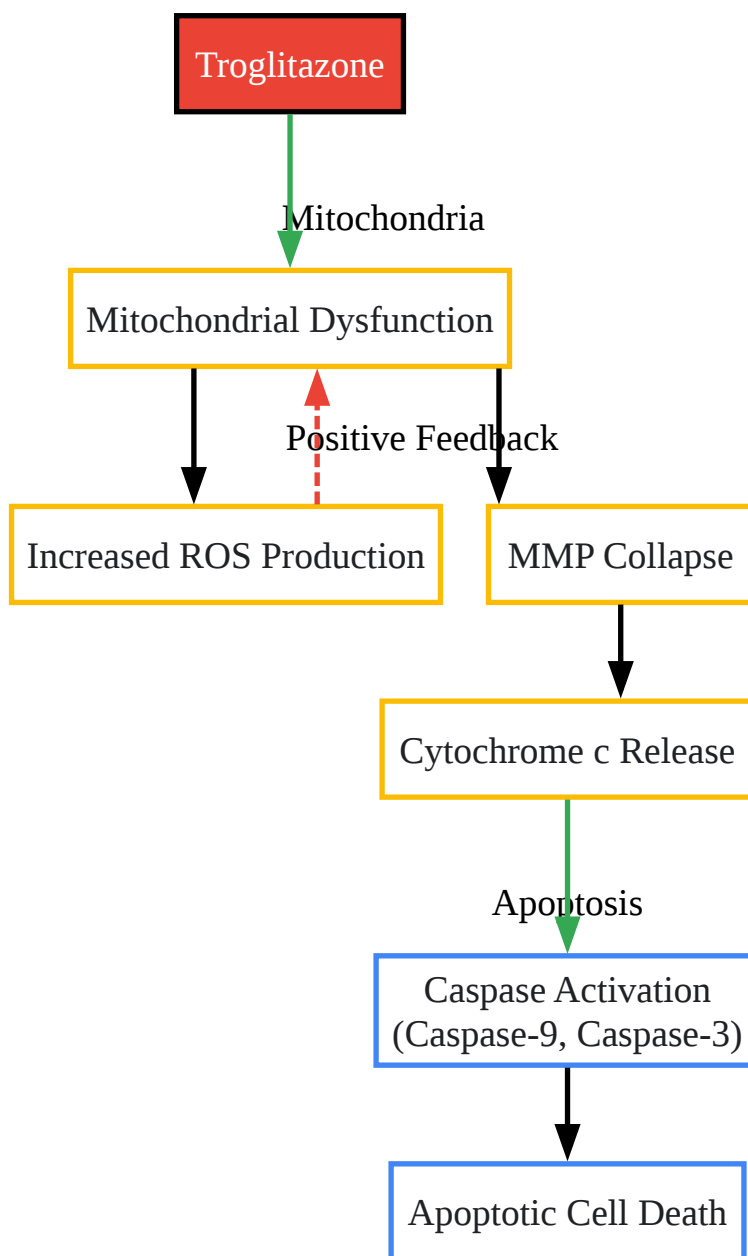 Troglitazone
Mitochondria
Mitochondrial Dysfunction
Positive Feedback
Increased ROS Production
MMP Collapse
Cytochrome c Release
Apoptosis
Caspase Activation
(Caspase-9, Caspase-3)
Apoptotic Cell Death